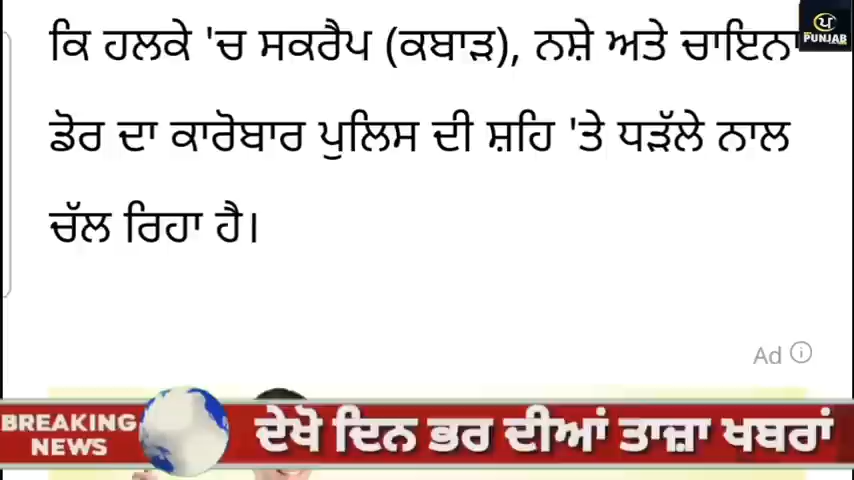 ਕਿ ਹਲਕੇ 'ਚ ਸਕਰੈਪ (ਕਬਾੜ), ਨਸ਼ੇ ਅਤੇ ਚਾਇਨਾ
ਡੋਰ ਦਾ ਕਾਰੋਬਾਰ ਪੁਲਿਸ ਦੀ ਸ਼ਹਿ 'ਤੇ ਧੜੱਲੇ ਨਾਲ
ਚੱਲ ਰਿਹਾ ਹੈ।
PUNJAB
Ad
BREAKING
NEWS
ਦੇਖੋ ਦਿਨ ਭਰ ਦੀਆਂ ਤਾਜ਼ਾ ਖਬਰਾਂ